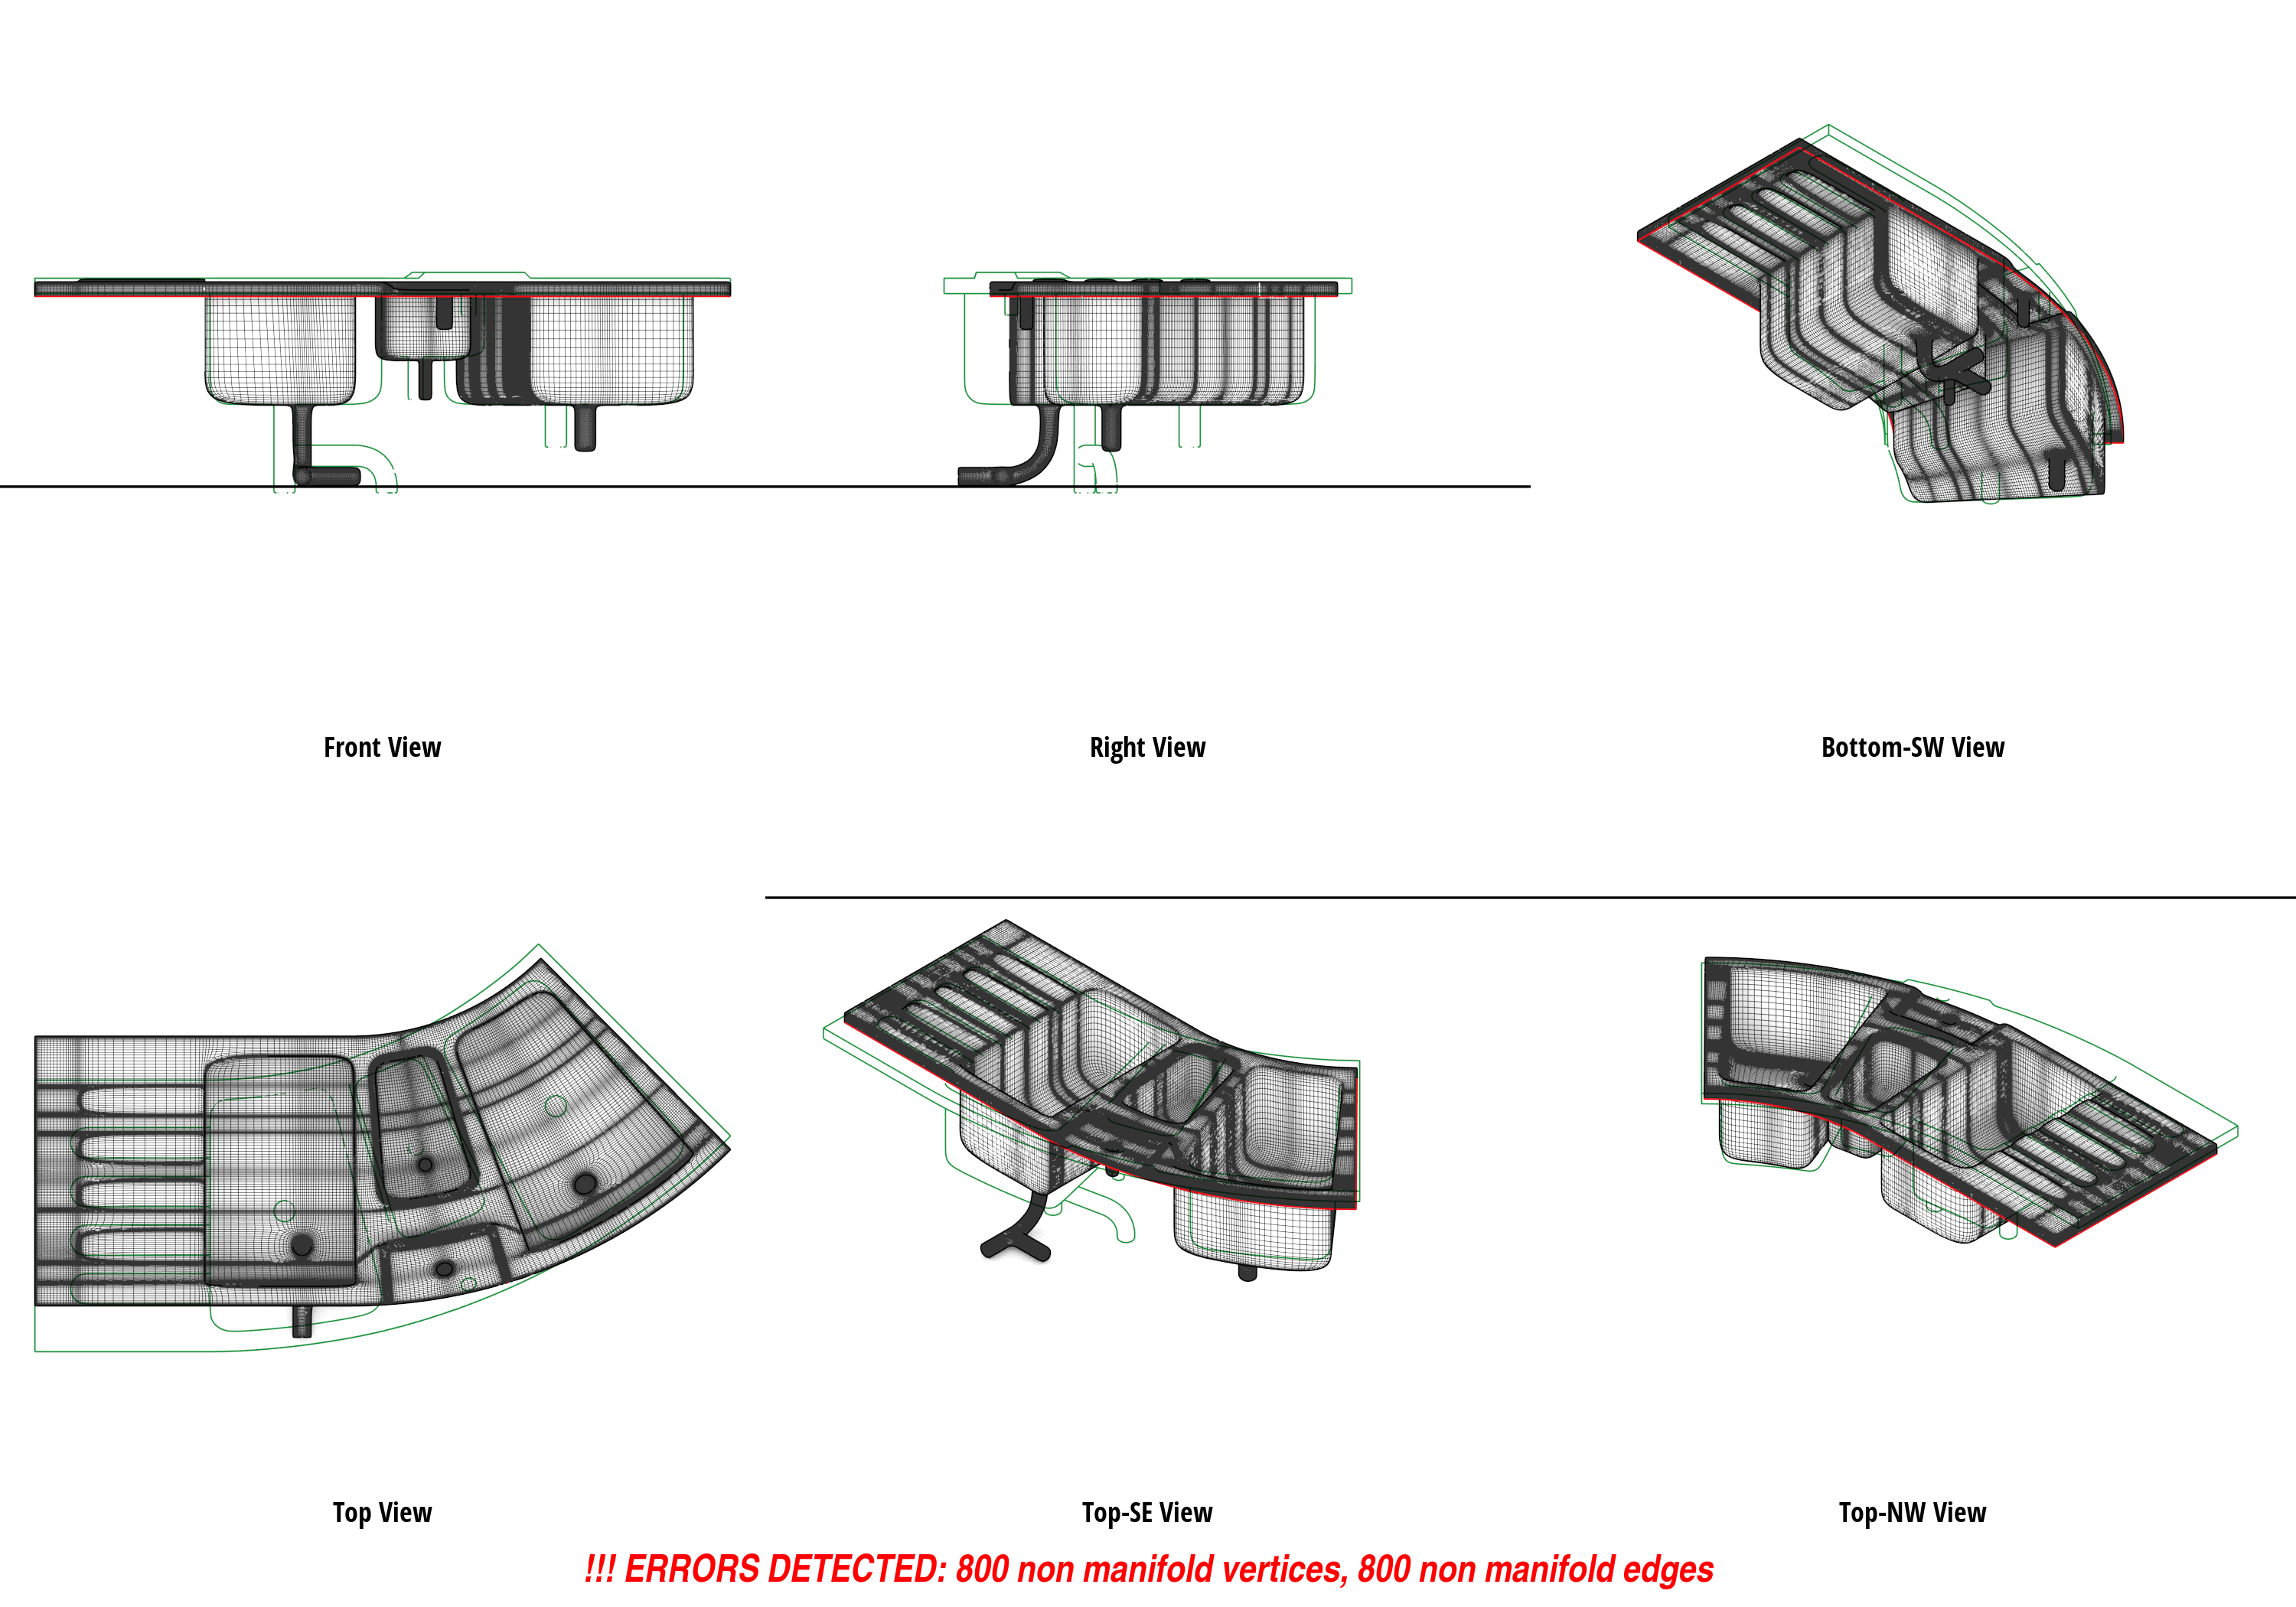 Front View
Right View
Bottom-SW View
Top View
Top-SE View
Top-NW View
!!! ERRORS DETECTED: 800 non manifold vertices, 800 non manifold edges